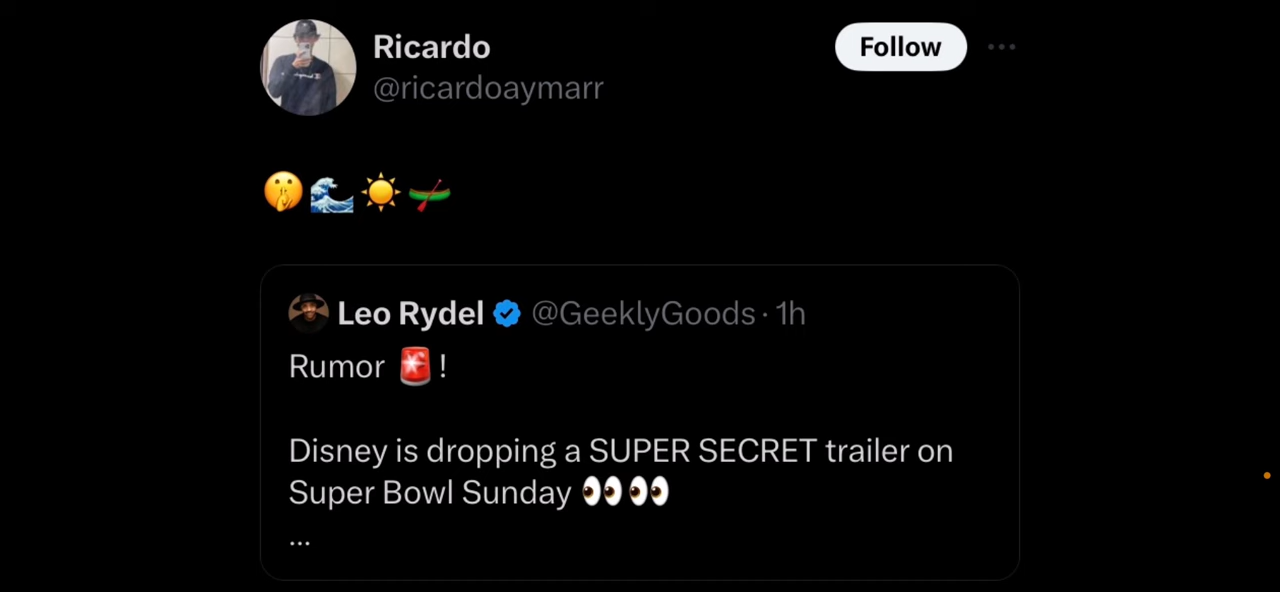 Ricardo
Follow
@ricardoaymarr
🤫🌊☀️🛶
Leo Rydel @GeeklyGoods · 1h
Rumor 🚨!
Disney is dropping a SUPER SECRET trailer on
Super Bowl Sunday 👀👀
...